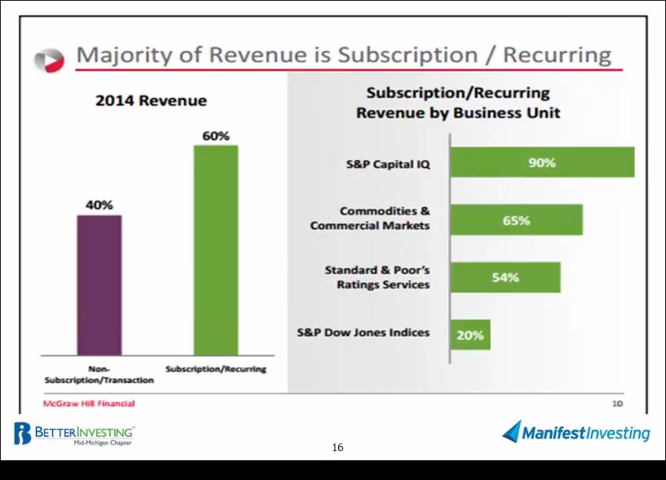 Majority of Revenue is Subscription / Recurring
2014 Revenue
60%
40%
Non-
Subscription/Transaction
Subscription/Recurring
Subscription/Recurring
Revenue by Business Unit
S&P Capital IQ
90%
Commodities &
Commercial Markets
65%
Standard & Poor's
Ratings Services
54%
S&P Dow Jones Indices
20%
McGraw Hill Financial
10
BETTERINVESTING™
Mid-Michigan Chapter
16
ManifestInvesting